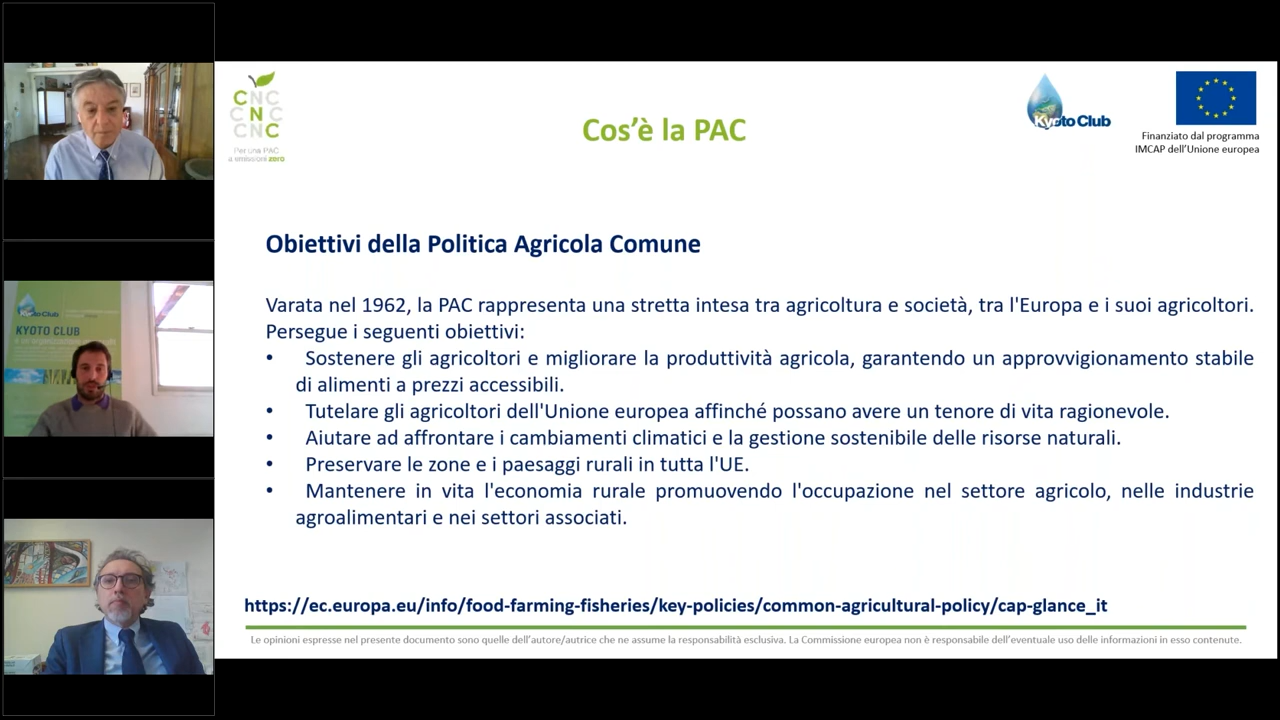 CNC
CNC
CNC
Per una PAC
a emissioni zero
Cos'è la PAC
Kyoto Club
Finanziato dal programma
IMCAP dell'Unione europea
Obiettivi della Politica Agricola Comune
Varata nel 1962, la PAC rappresenta una stretta intesa tra agricoltura e società, tra l'Europa e i suoi agricoltori.
Persegue i seguenti obiettivi:
• Sostenere gli agricoltori e migliorare la produttività agricola, garantendo un approvvigionamento stabile
di alimenti a prezzi accessibili.
• Tutelare gli agricoltori dell'Unione europea affinché possano avere un tenore di vita ragionevole.
• Aiutare ad affrontare i cambiamenti climatici e la gestione sostenibile delle risorse naturali.
• Preservare le zone e i paesaggi rurali in tutta l'UE.
• Mantenere in vita l'economia rurale promuovendo l'occupazione nel settore agricolo, nelle industrie
agroalimentari e nei settori associati.
https://ec.europa.eu/info/food-farming-fisheries/key-policies/common-agricultural-policy/cap-glance_it
Le opinioni espresse nel presente documento sono quelle dell'autore/autrice che ne assume la responsabilità esclusiva. La Commissione europea non è responsabile dell'eventuale uso delle informazioni in esso contenute.
Kyoto Club
KYOTO CLUB